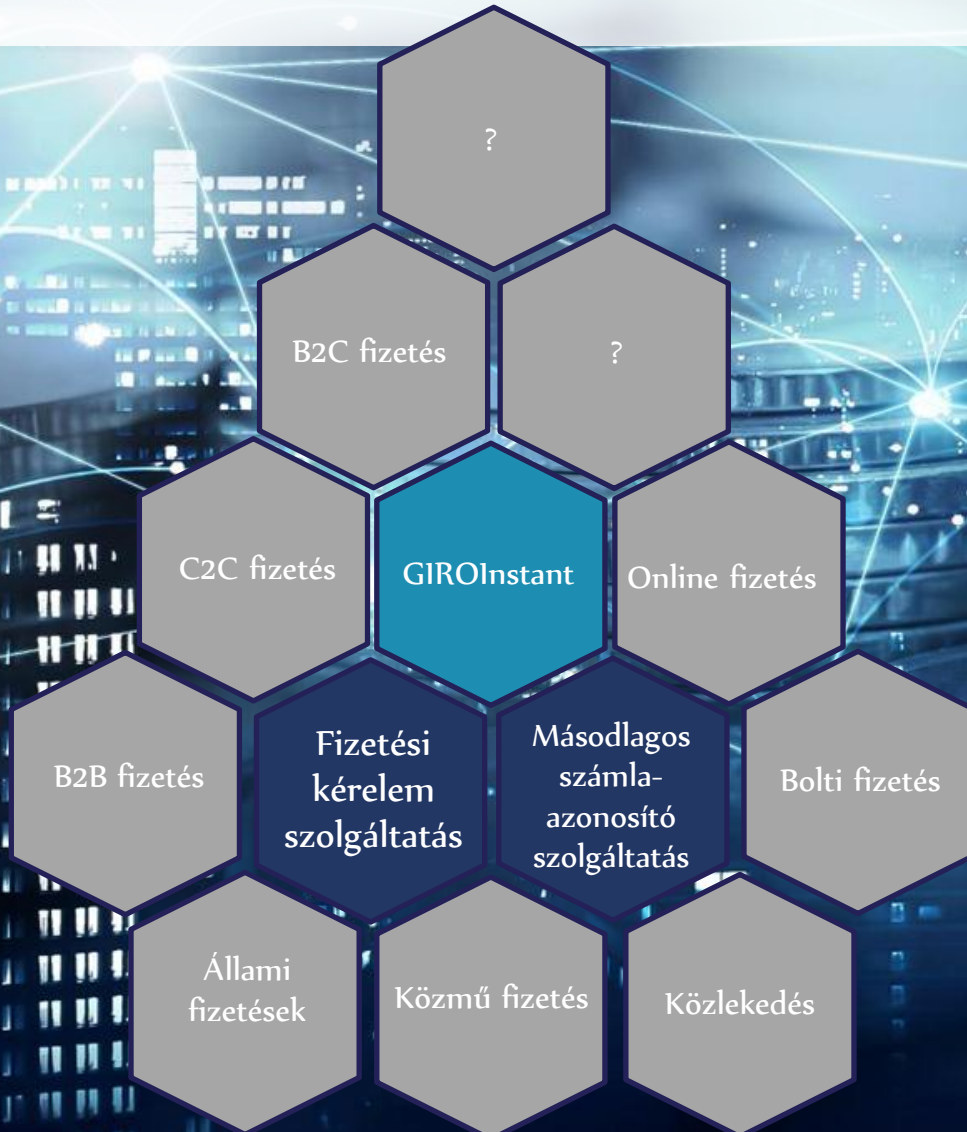 ?
B2C fizetés
?
C2C fizetés
GIROInstant
Online fizetés
B2B fizetés
Fizetési
kérelem
szolgáltatás
Másodlagos
számla-
azonosító
szolgáltatás
Bolti fizetés
Állami
fizetések
Közmű fizetés
Közlekedés